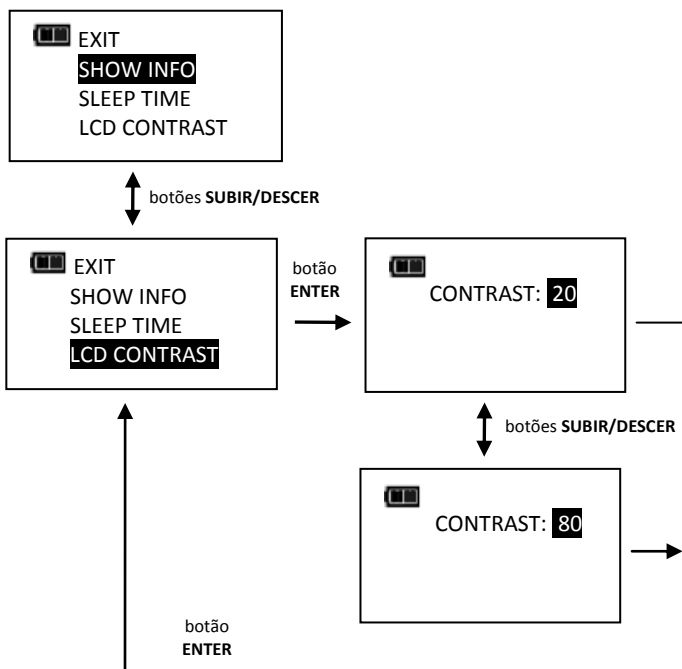 EXIT
SHOW INFO
SLEEP TIME
LCD CONTRAST
botões SUBIR/DESCER
EXIT
SHOW INFO
SLEEP TIME
LCD CONTRAST
botão
ENTER
CONTRAST: 20
botões SUBIR/DESCER
CONTRAST: 80
botão
ENTER